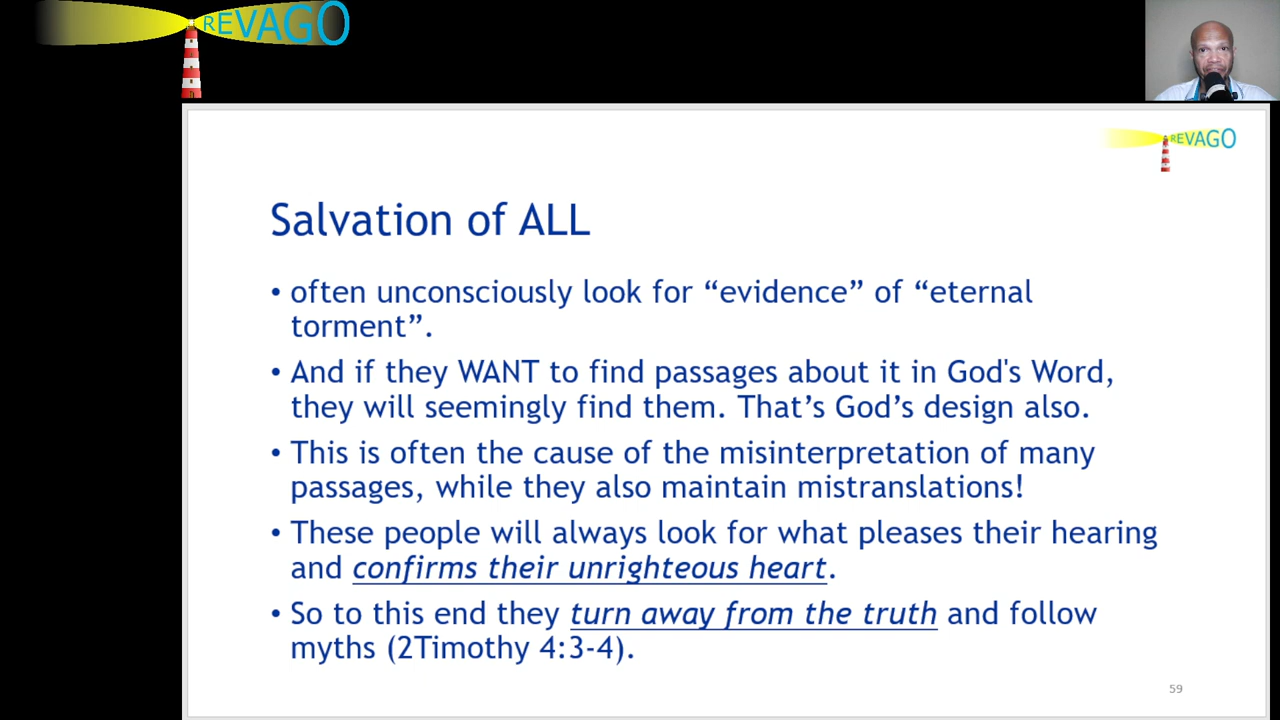 REVAGO
REVAGO
Salvation of ALL
• often unconsciously look for “evidence” of “eternal
torment”.
• And if they WANT to find passages about it in God's Word,
they will seemingly find them. That’s God’s design also.
• This is often the cause of the misinterpretation of many
passages, while they also maintain mistranslations!
• These people will always look for what pleases their hearing
and confirms their unrighteous heart.
• So to this end they turn away from the truth and follow
myths (2Timothy 4:3-4).
59